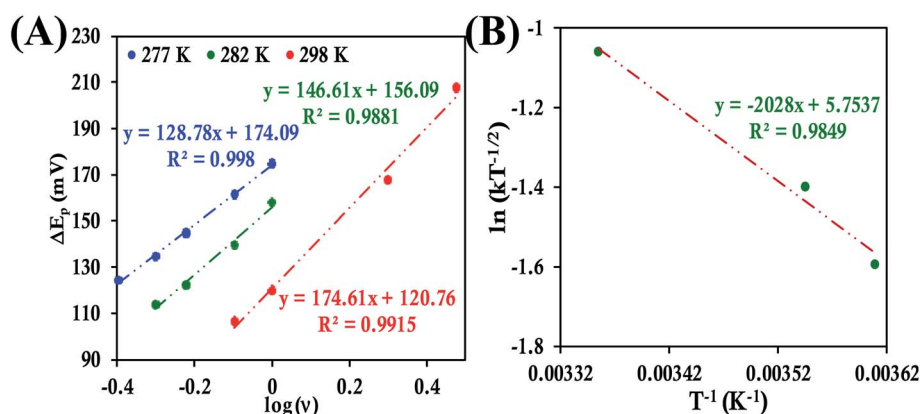 (A)
230
210
190
170
150
130
110
90
ΔEp (mV)
277 K 282 K 298 K
y = 146.61x + 156.09
R² = 0.9881
y = 128.78x + 174.09
R² = 0.998
y = 174.61x + 120.76
R² = 0.9915
-0.4 -0.2 0 0.2 0.4
log(ν)
(B)
-1
-1.2
-1.4
-1.6
-1.8
ln (kT⁻¹/²)
y = -2028x + 5.7537
R² = 0.9849
0.00332 0.00342 0.00352 0.00362
T⁻¹ (K⁻¹)